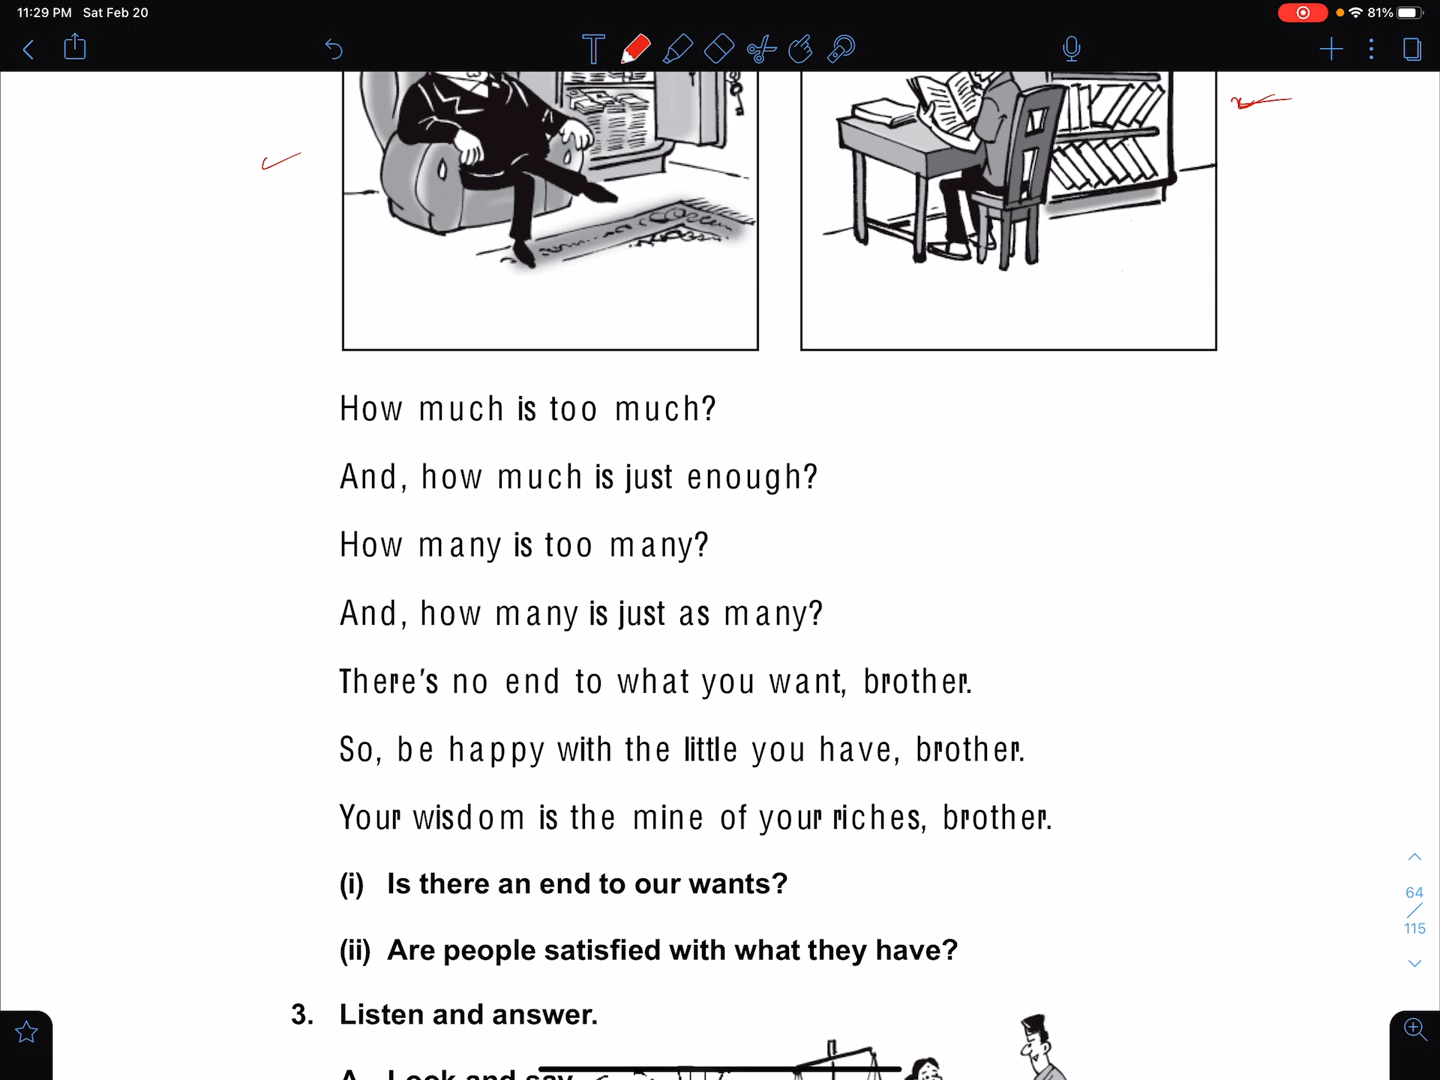 11:29 PM Sat Feb 20 81%
How much is too much?
And, how much is just enough?
How many is too many?
And, how many is just as many?
There's no end to what you want, brother.
So, be happy with the little you have, brother.
Your wisdom is the mine of your riches, brother.
(i) Is there an end to our wants?
(ii) Are people satisfied with what they have?
64
115
3. Listen and answer.
A. Look and say